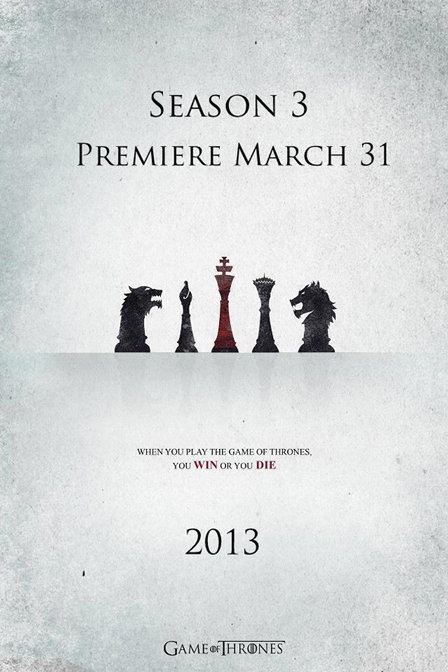 SEASON 3
PREMIERE MARCH 31
WHEN YOU PLAY THE GAME OF THRONES,
YOU WIN OR YOU DIE
2013
GAME OF THRONES